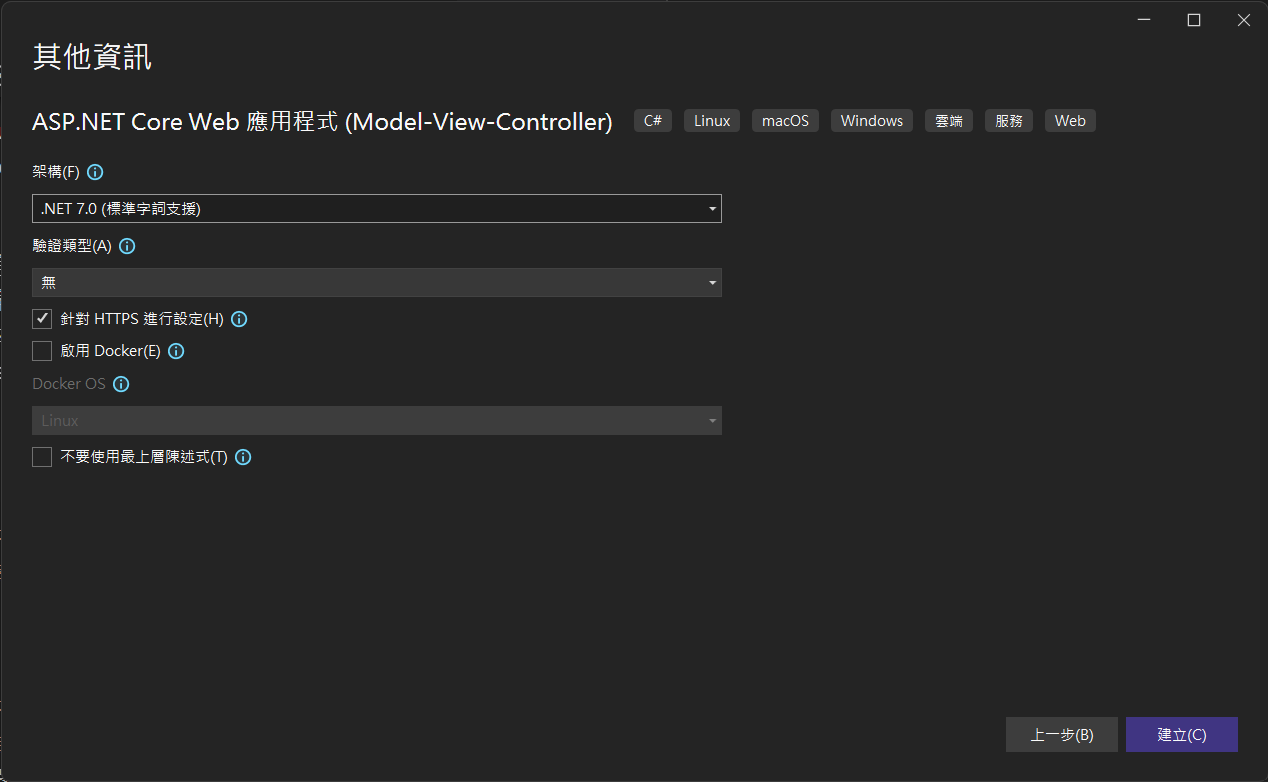 其他資訊
ASP.NET Core Web 應用程式 (Model-View-Controller) C# Linux macOS Windows 雲端 服務 Web
架構(F)
.NET 7.0 (標準字詞支援)
驗證類型(A)
無
針對 HTTPS 進行設定(H)
啟用 Docker(E)
Docker OS
Linux
不要使用最上層陳述式(T)
上一步(B) 建立(C)